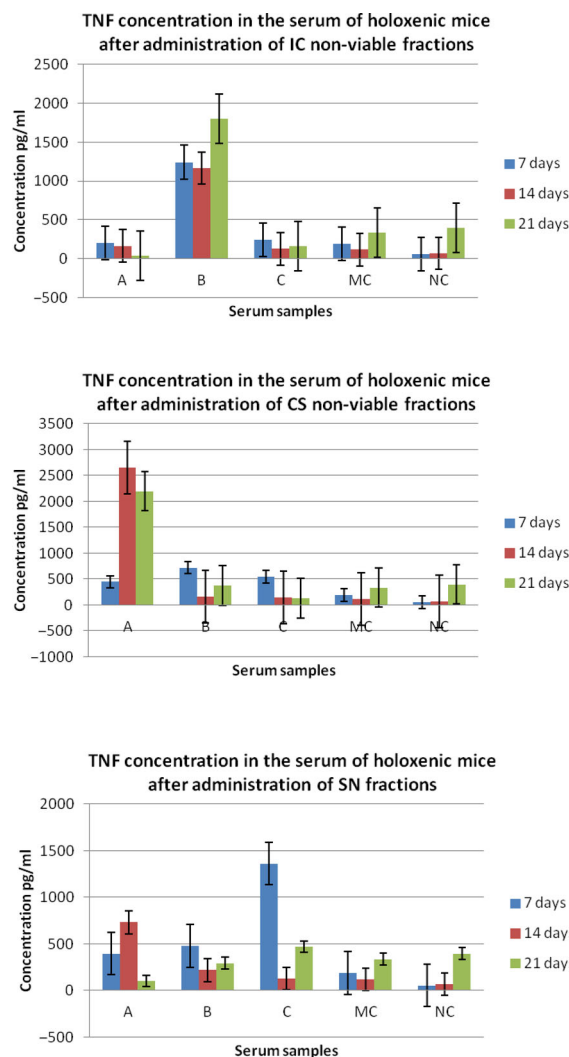 TNF concentration in the serum of holoxenic mice
after administration of IC non-viable fractions
2500
2000
1500
1000
500
0
−500
Concentration pg/ml
A B C MC NC
Serum samples
7 days
14 days
21 days
TNF concentration in the serum of holoxenic mice
after administration of CS non-viable fractions
3500
3000
2500
2000
1500
1000
500
0
−500
−1000
Concentration pg/ml
A B C MC NC
Serum samples
7 days
14 days
21 days
TNF concentration in the serum of holoxenic mice
after administration of SN fractions
2000
1500
1000
500
0
−500
Concentration pg/ml
A B C MC NC
Serum samples
7 days
14 day
21 day